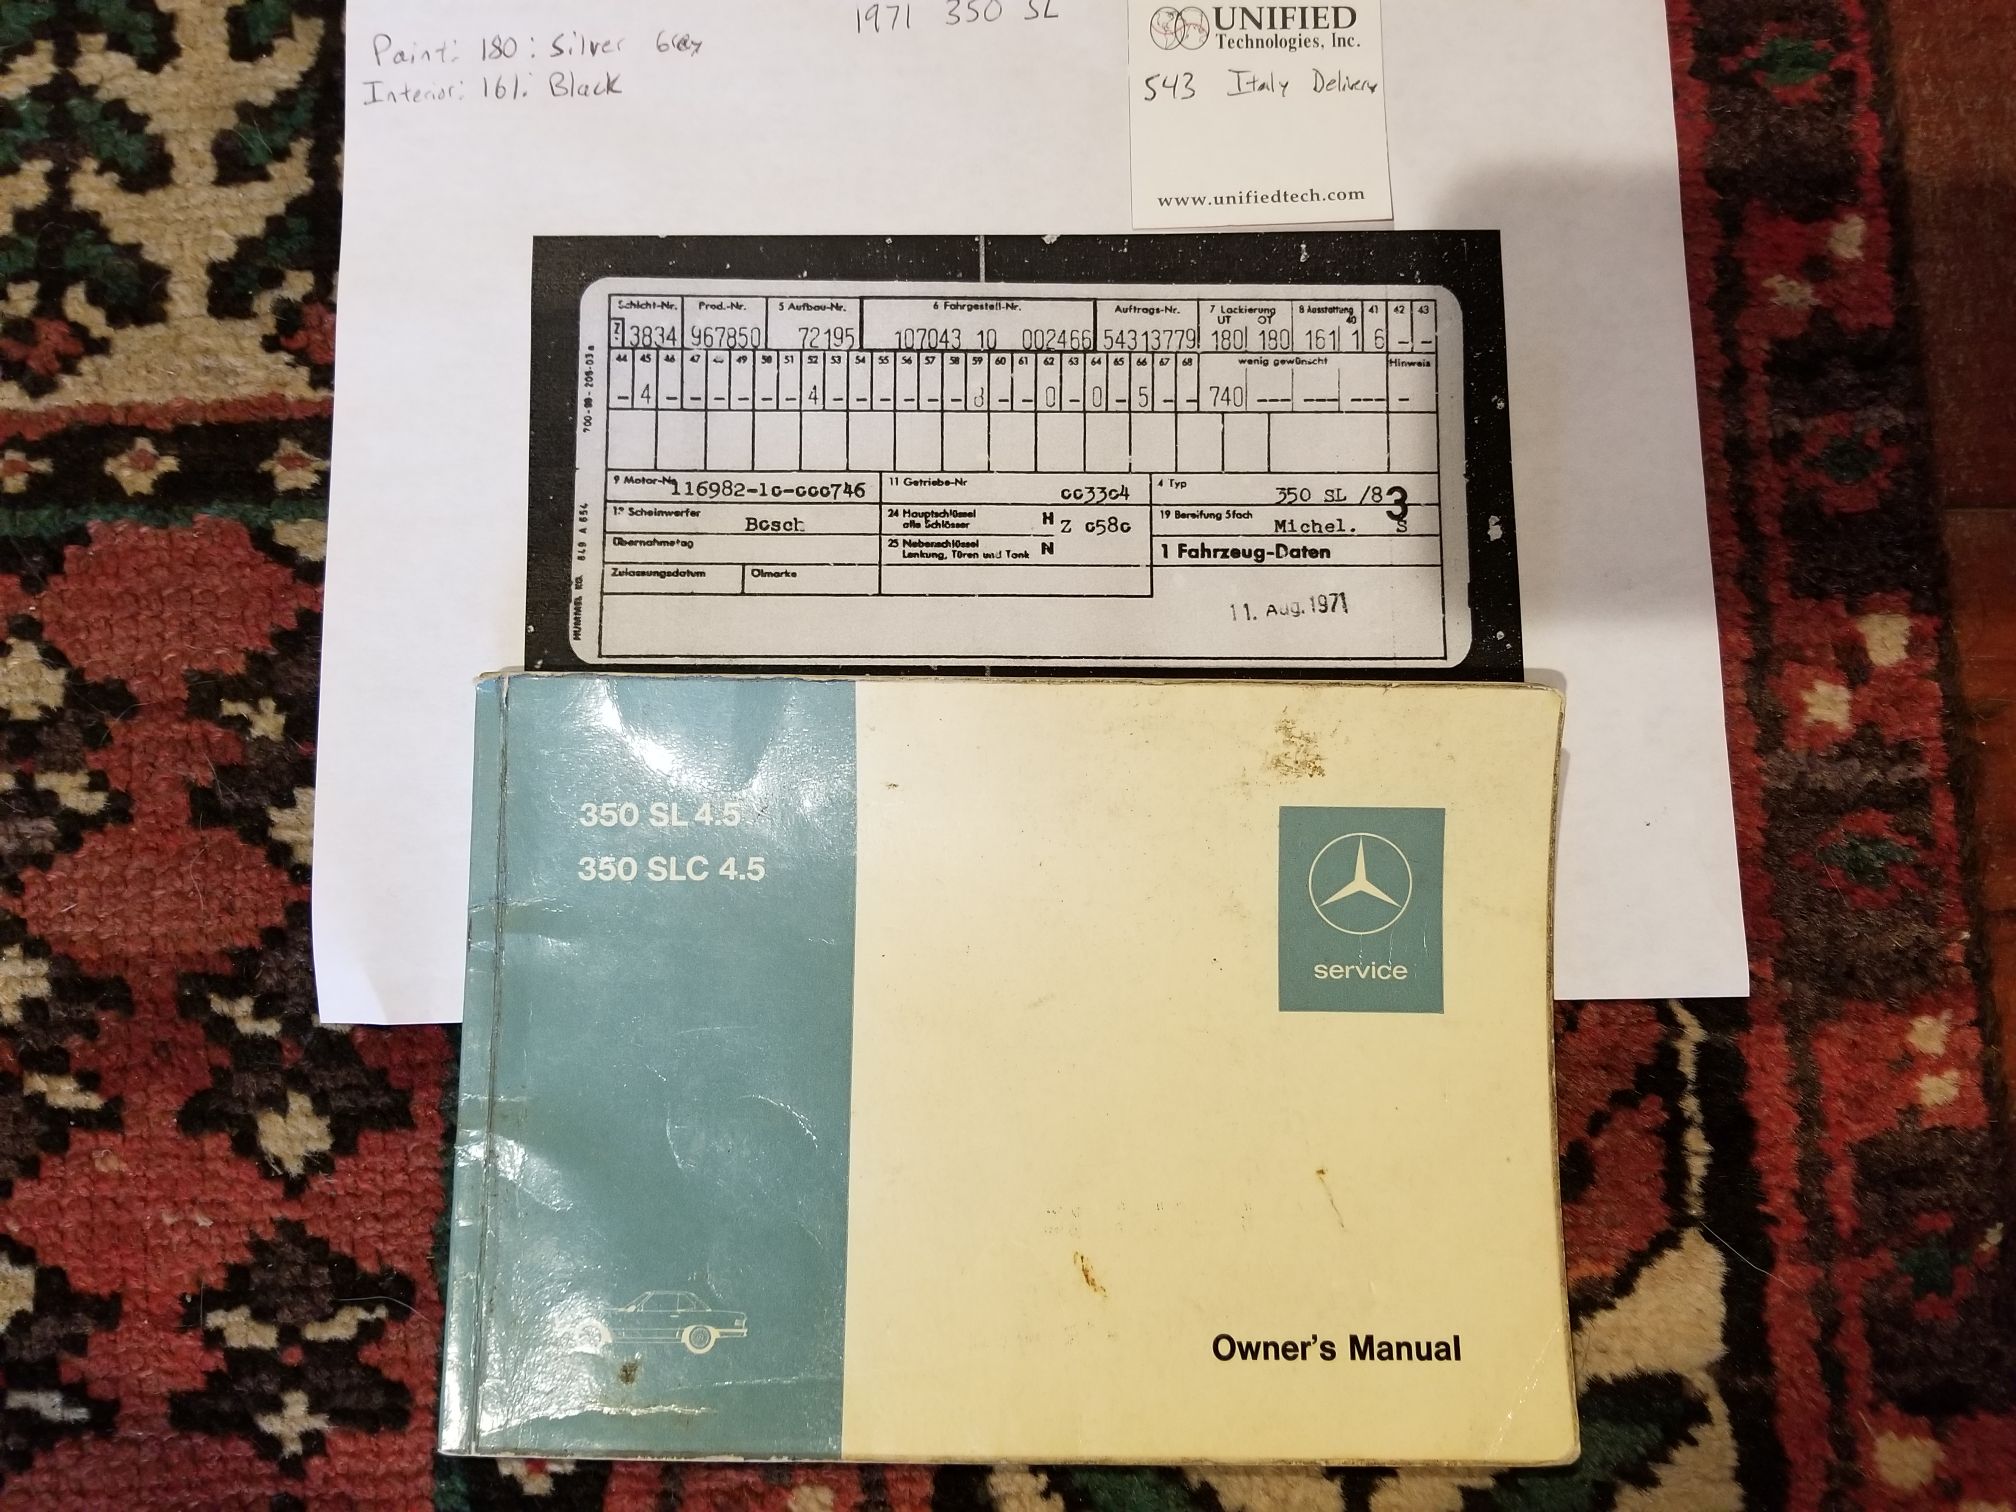 1971 350 SL
Paint: 180: Silver Gray
Interior: 161: Black
UNIFIED
Technologies, Inc.
543 Italy Delivery
www.unifiedtech.com
Schicht-Nr. Prod.-Nr. 5 Aufbau-Nr. 6 Fahrgestell-Nr. Auftrags-Nr. 7 Lackierung 8 Ausstattung 41 42 43
UT OT 40
Z 3834 967850 72195 107043 10 002466 54313779 180 180 161 1 6 - -
44 45 46 47 48 49 50 51 52 53 54 55 56 57 58 59 60 61 62 63 64 65 66 67 68 wenig gewünscht Hinweis
- 4 - - - - - - 4 - - - - - - - - 0 - 0 - 5 - - 740 --- --- --- -
9 Motor-Nr. 116982-10-000746 11 Getriebe-Nr 003304 4 Typ 350 SL /83
12 Scheinwerfer Bosch 24 Hauptschlüssel alle Schlösser H Z 0580 19 Bereifung 5fach Michel. S
Übernahmetag 25 Nebenschlüssel Lenkung, Türen und Tank N 1 Fahrzeug-Daten
Zulassungsdatum Ölmarke
11. Aug. 1971
HUMMEL KG 849 A 654
350 SL 4.5
350 SLC 4.5
service
Owner's Manual